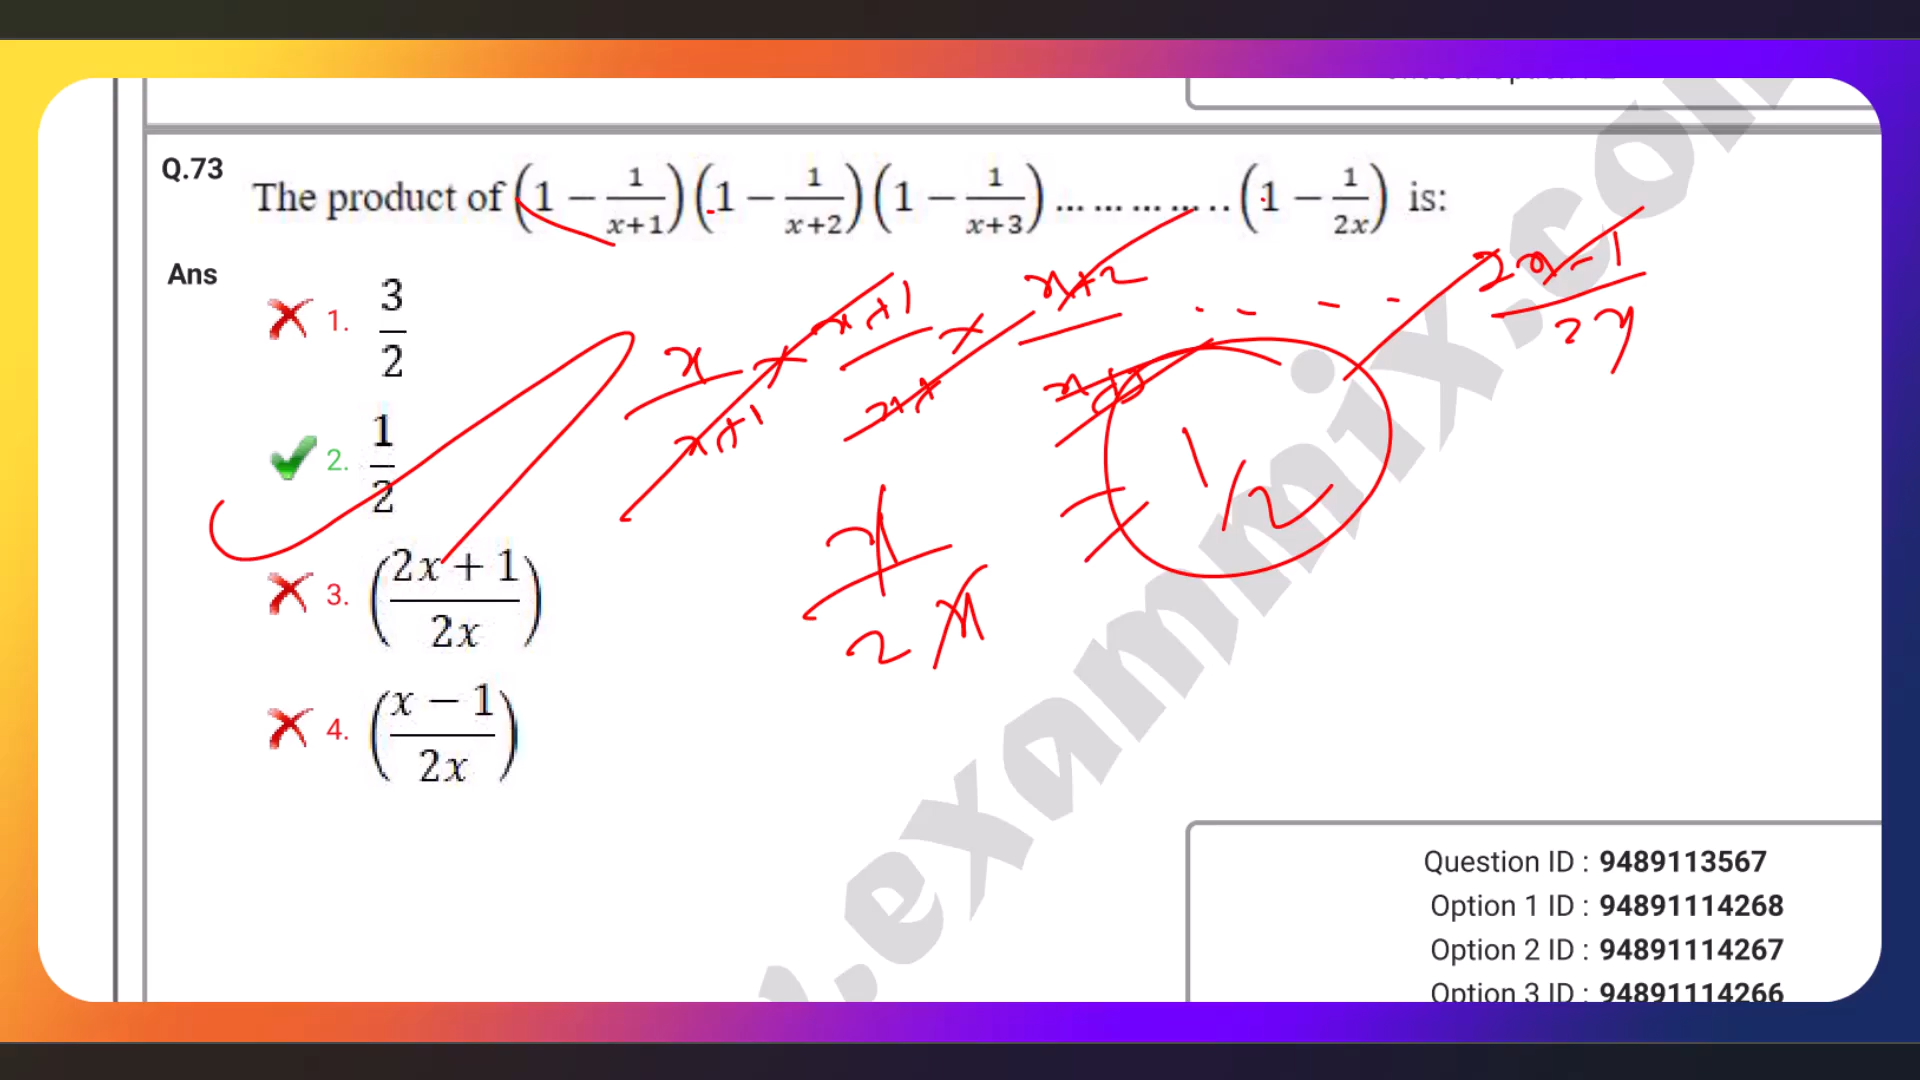 Q.73 The product of (1 − 1/(x+1)) (1 − 1/(x+2)) (1 − 1/(x+3)) ... ... ... ... .. (1 − 1/2x) is:
Ans
1. 3/2
2. 1/2
3. ((2x + 1)/2x)
4. ((x − 1)/2x)
x/(x+1) × (x+1)/ × (x+2)/ - - - - (2x-1)/2x
x/2x = 1/2
.exammix.com
Question ID : 9489113567
Option 1 ID : 94891114268
Option 2 ID : 94891114267
Option 3 ID : 94891114266